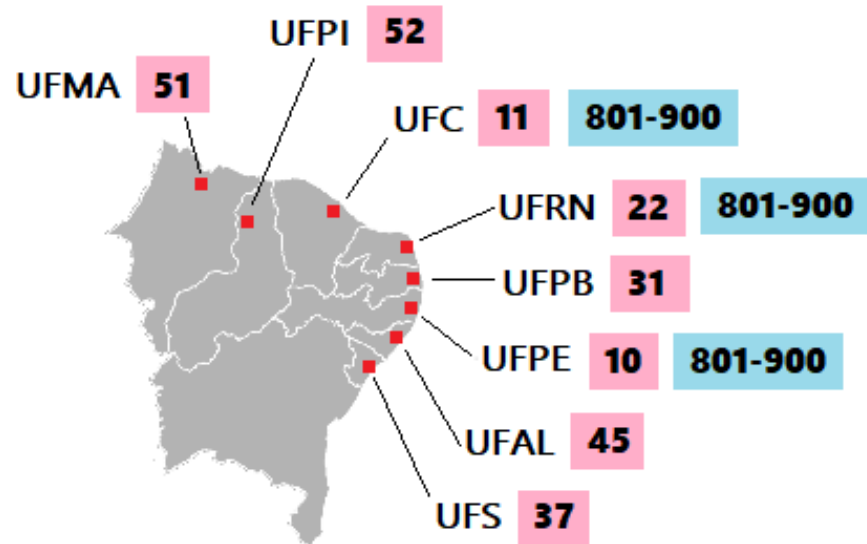 UFPI 52
UFMA 51
UFC 11 801-900
UFRN 22 801-900
UFPB 31
UFPE 10 801-900
UFAL 45
UFS 37